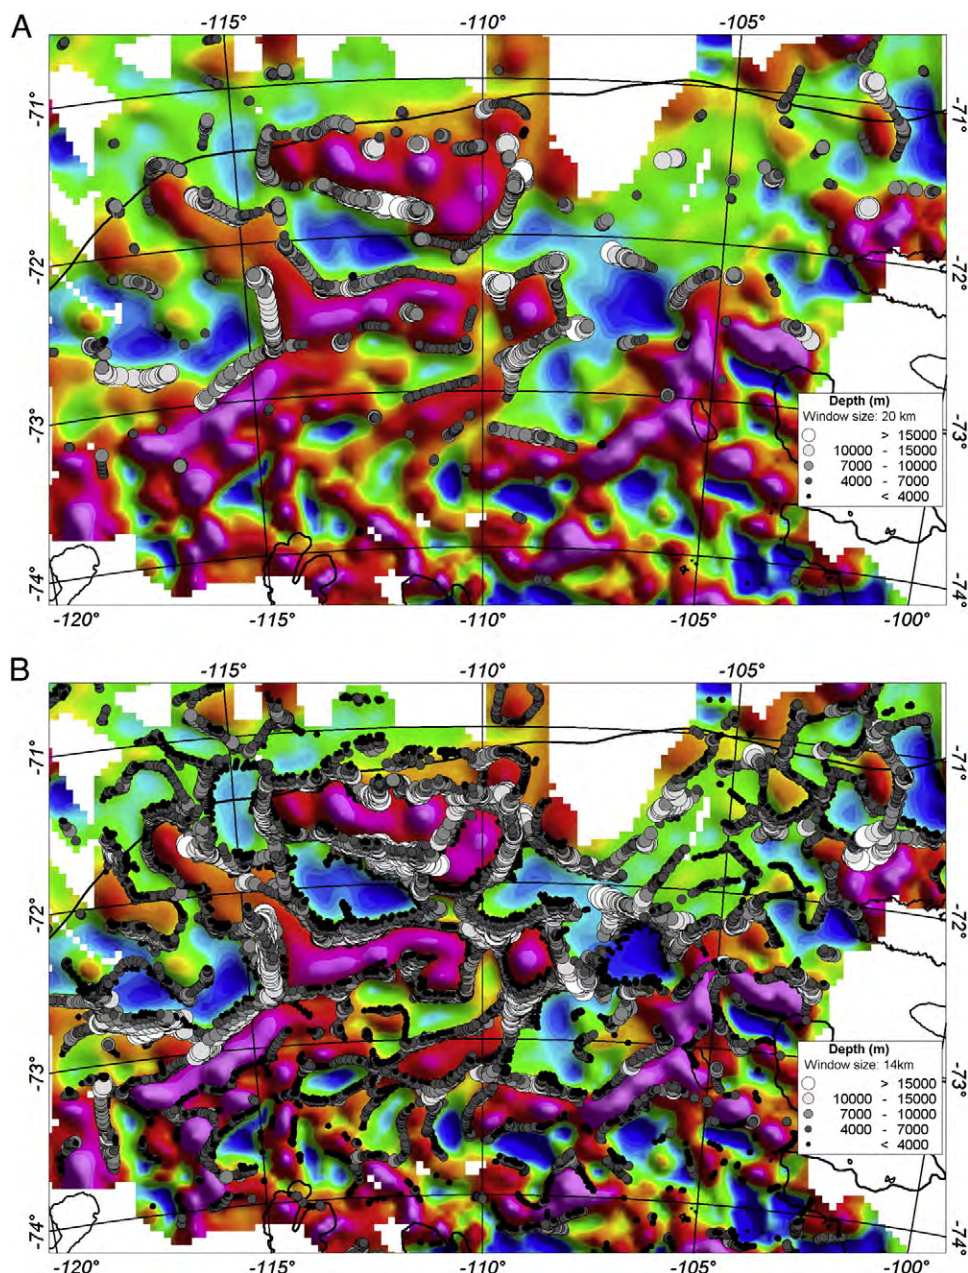 A
-115° -110° -105°
-71° -71°
-72° -72°
-73° -73°
-74° -74°
Depth (m)
Window size: 20 km
> 15000
10000 - 15000
7000 - 10000
4000 - 7000
< 4000
-120° -115° -110° -105° -100°
B
-115° -110° -105°
-71° -71°
-72° -72°
-73° -73°
-74° -74°
Depth (m)
Window size: 14km
> 15000
10000 - 15000
7000 - 10000
4000 - 7000
< 4000
-120° -115° -110° -105° -100°